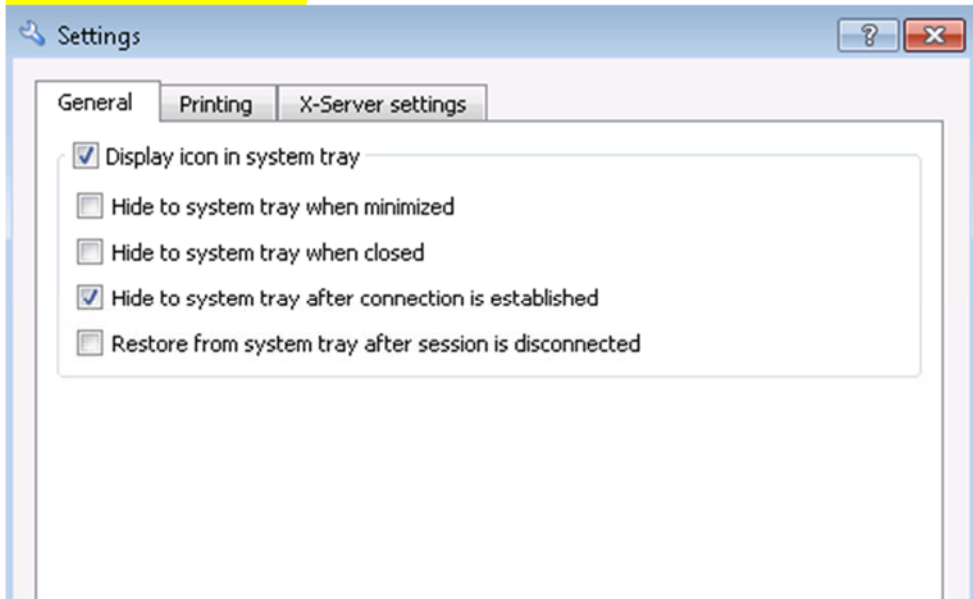 Settings
?
General Printing X-Server settings
Display icon in system tray
Hide to system tray when minimized
Hide to system tray when closed
Hide to system tray after connection is established
Restore from system tray after session is disconnected